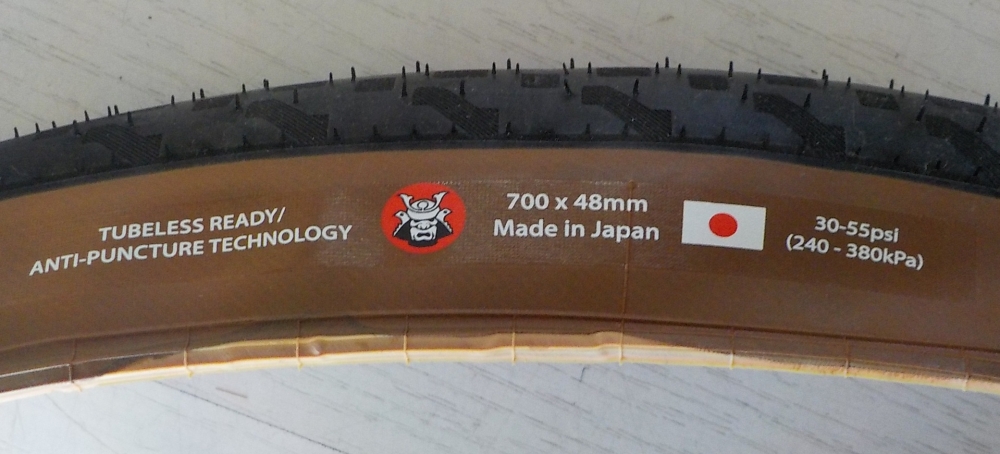 TUBELESS READY/
ANTI-PUNCTURE TECHNOLOGY
700 x 48mm
Made in Japan
30-55psi
(240 - 380kPa)